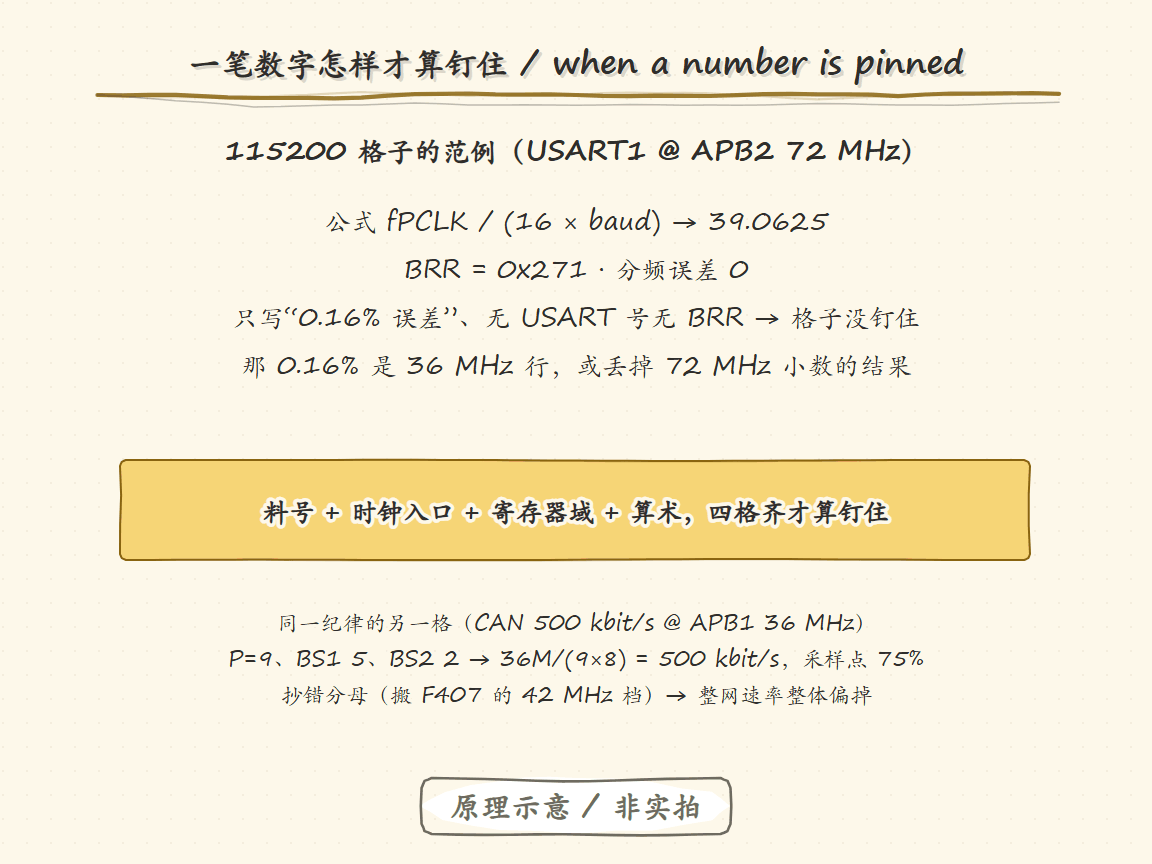 一笔数字怎样才算钉住 / when a number is pinned
115200 格子的范例（USART1 @ APB2 72 MHz）
公式 fPCLK / (16 × baud) → 39.0625
BRR = 0x271 · 分频误差 0
只写“0.16% 误差”、无 USART 号无 BRR → 格子没钉住
那 0.16% 是 36 MHz 行，或丢掉 72 MHz 小数的结果
料号 + 时钟入口 + 寄存器域 + 算术，四格齐才算钉住
同一纪律的另一格（CAN 500 kbit/s @ APB1 36 MHz）
P=9、BS1 5、BS2 2 → 36M/(9×8) = 500 kbit/s，采样点 75%
抄错分母（搬 F407 的 42 MHz 档）→ 整网速率整体偏掉
原理示意 / 非实拍